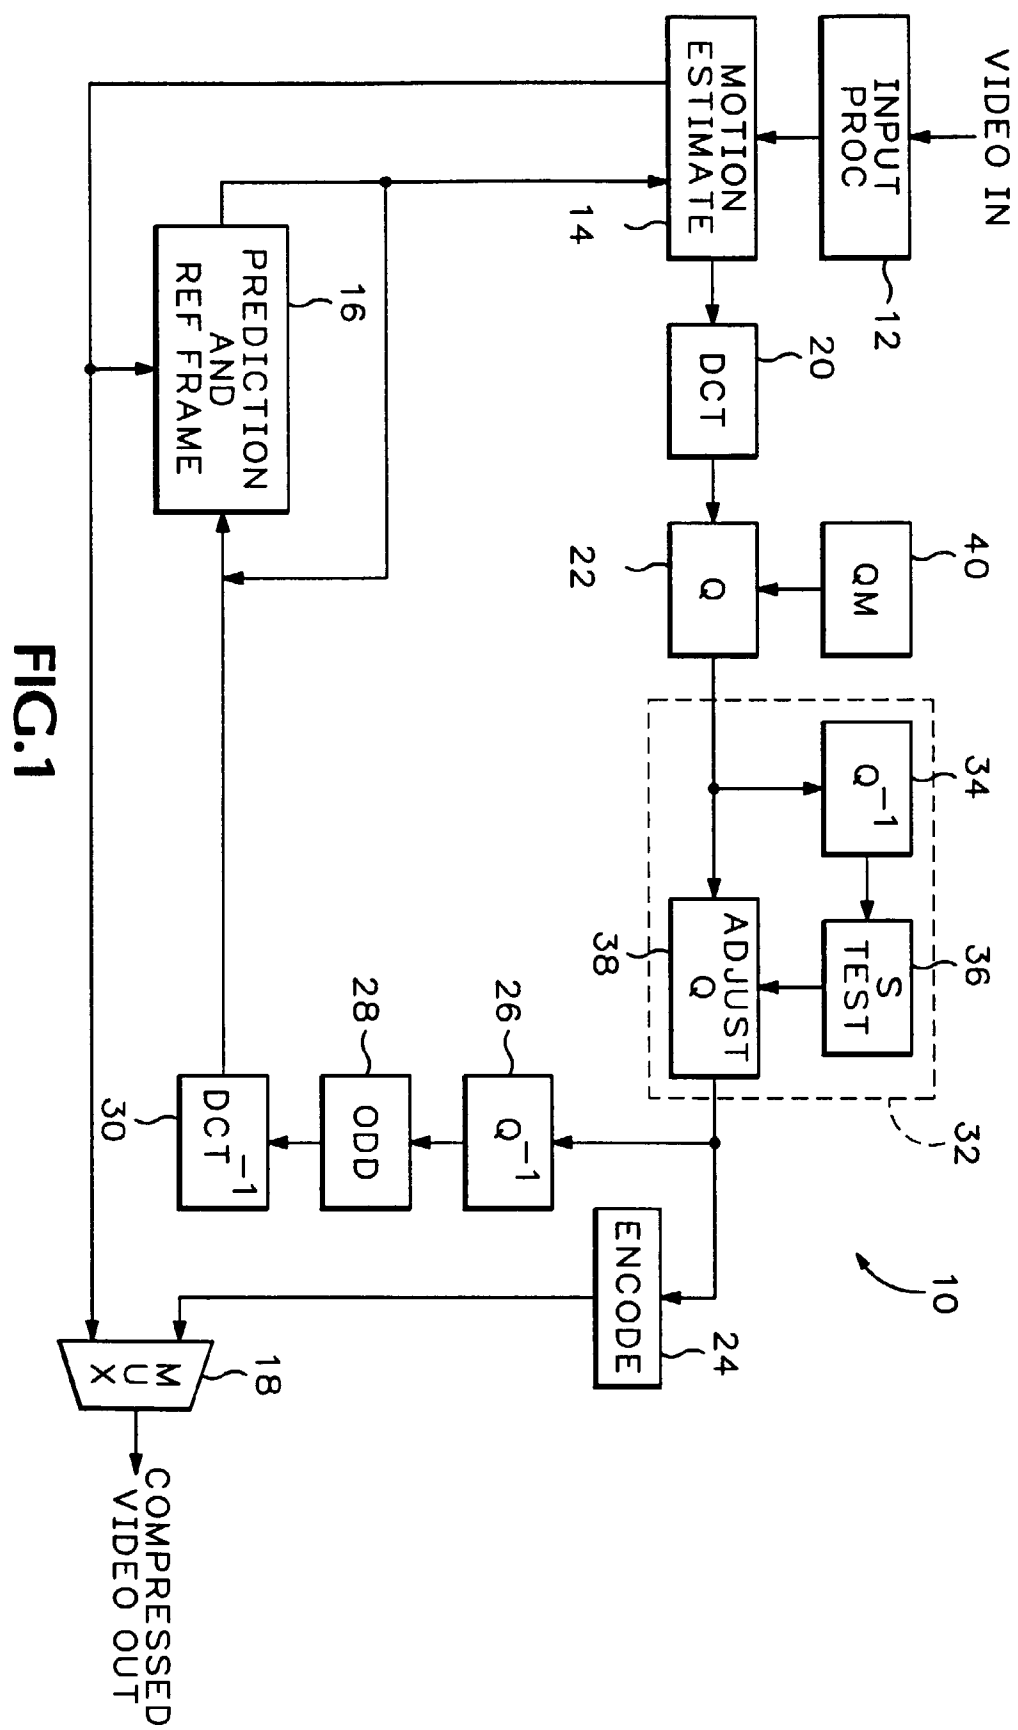 VIDEO IN
INPUT
PROC
12
MOTION
ESTIMATE
14
20
DCT
40
QM
Q
22
34
Q-1
36
S
TEST
ADJUST
Q
38
32
10
16
PREDICTION
AND
REF FRAME
26
Q-1
28
ODD
DCT-1
30
ENCODE
24
18
M
U
X
COMPRESSED
VIDEO OUT
FIG.1